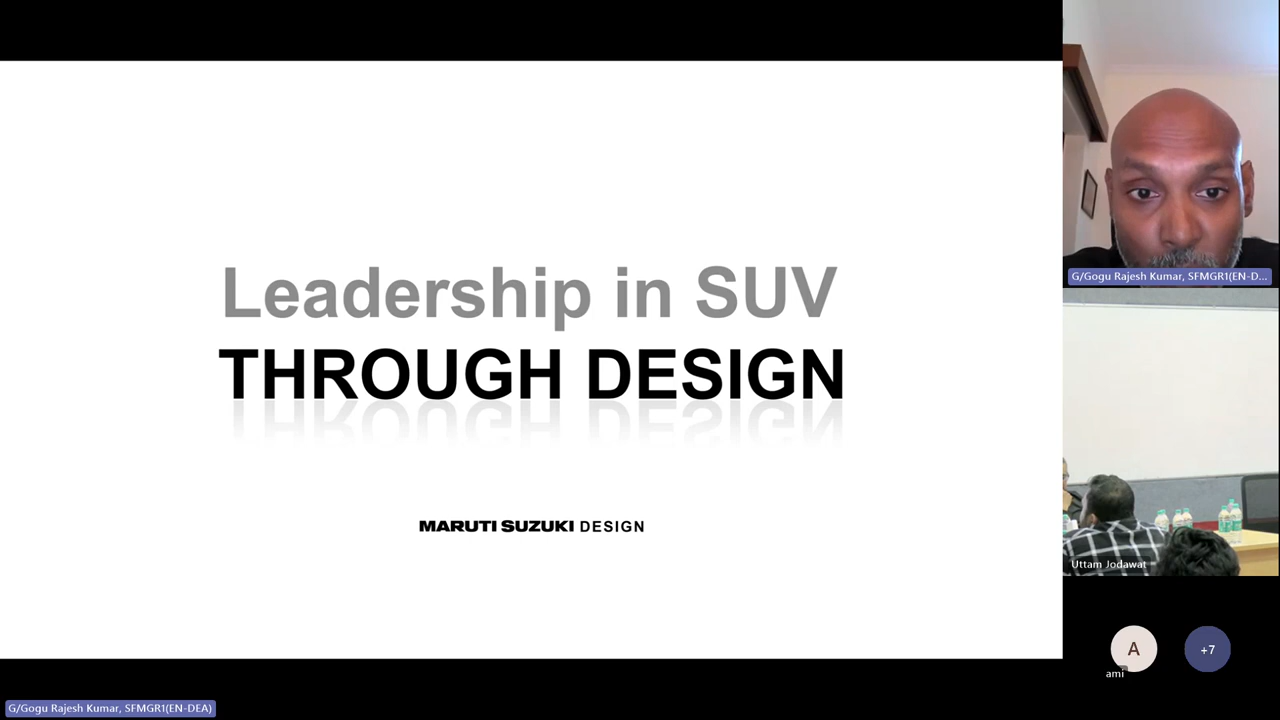 Leadership in SUV
THROUGH DESIGN
MARUTI SUZUKI DESIGN
G/Gogu Rajesh Kumar, SFMGR1(EN-D...
Uttam Jodawat
A
ami
+7
G/Gogu Rajesh Kumar, SFMGR1(EN-DEA)